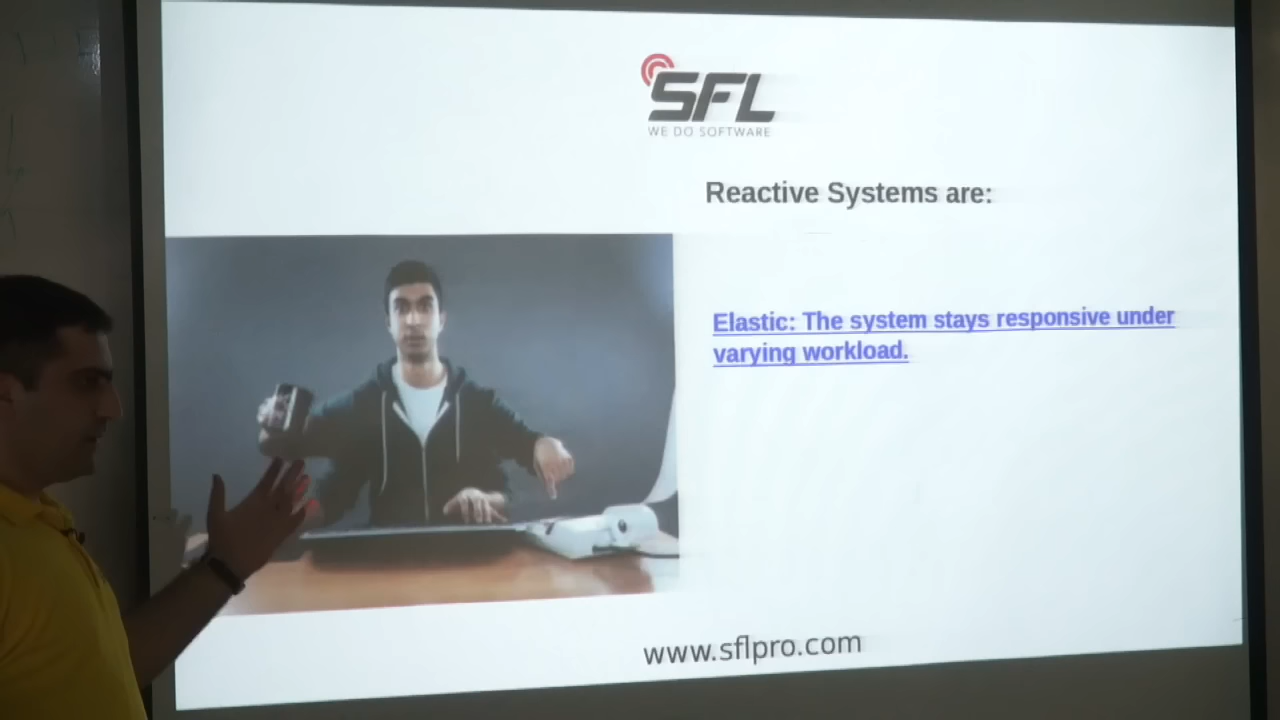 SFL
WE DO SOFTWARE
Reactive Systems are:
Elastic: The system stays responsive under
varying workload.
www.sflpro.com